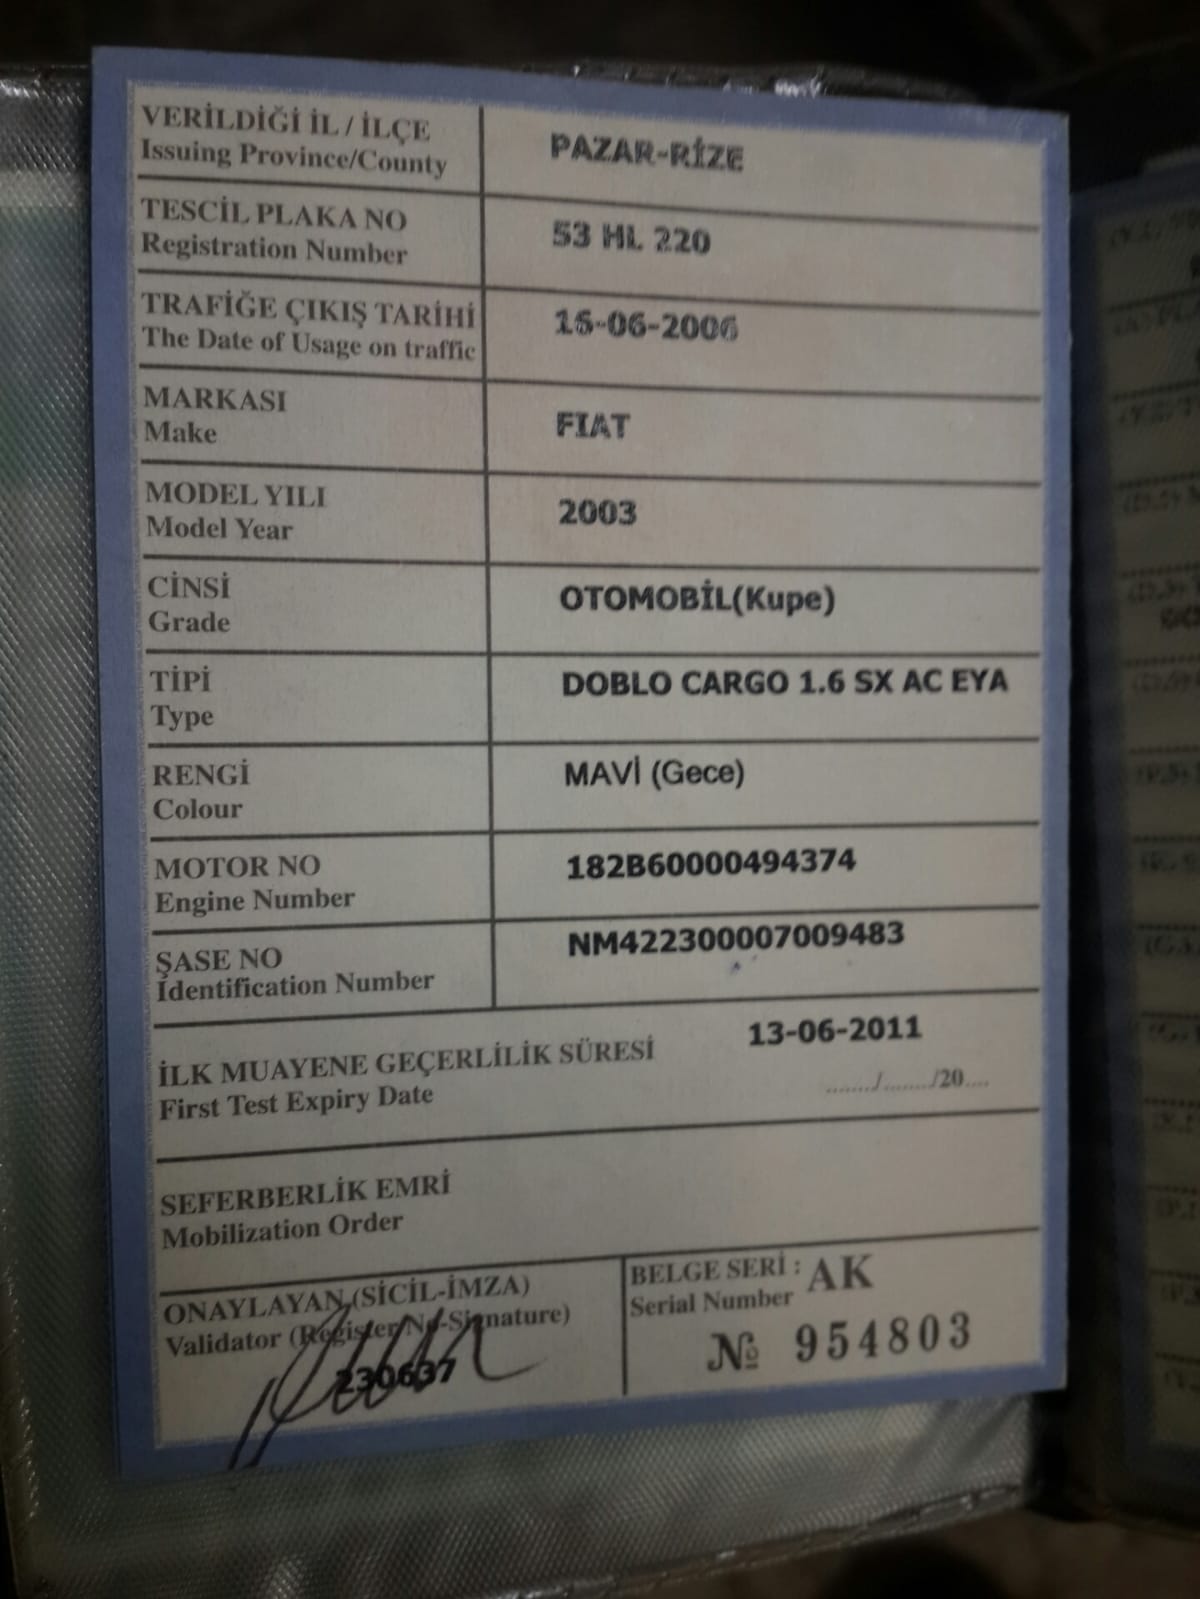 VERİLDİĞİ İL / İLÇE
Issuing Province/County
PAZAR-RİZE
TESCİL PLAKA NO
Registration Number
53 HL 220
TRAFİĞE ÇIKIŞ TARİHİ
The Date of Usage on traffic
16-06-2006
MARKASI
Make
FIAT
MODEL YILI
Model Year
2003
CİNSİ
Grade
OTOMOBİL(Kupe)
TİPİ
Type
DOBLO CARGO 1.6 SX AC EYA
RENGİ
Colour
MAVİ (Gece)
MOTOR NO
Engine Number
182B60000494374
ŞASE NO
Identification Number
NM422300007009483
İLK MUAYENE GEÇERLİLİK SÜRESİ
First Test Expiry Date
13-06-2011
......../......../20....
SEFERBERLİK EMRİ
Mobilization Order
ONAYLAYAN (SİCİL-İMZA)
Validator (Register No-Signature)
230637
BELGE SERİ : AK
Serial Number
№ 954803